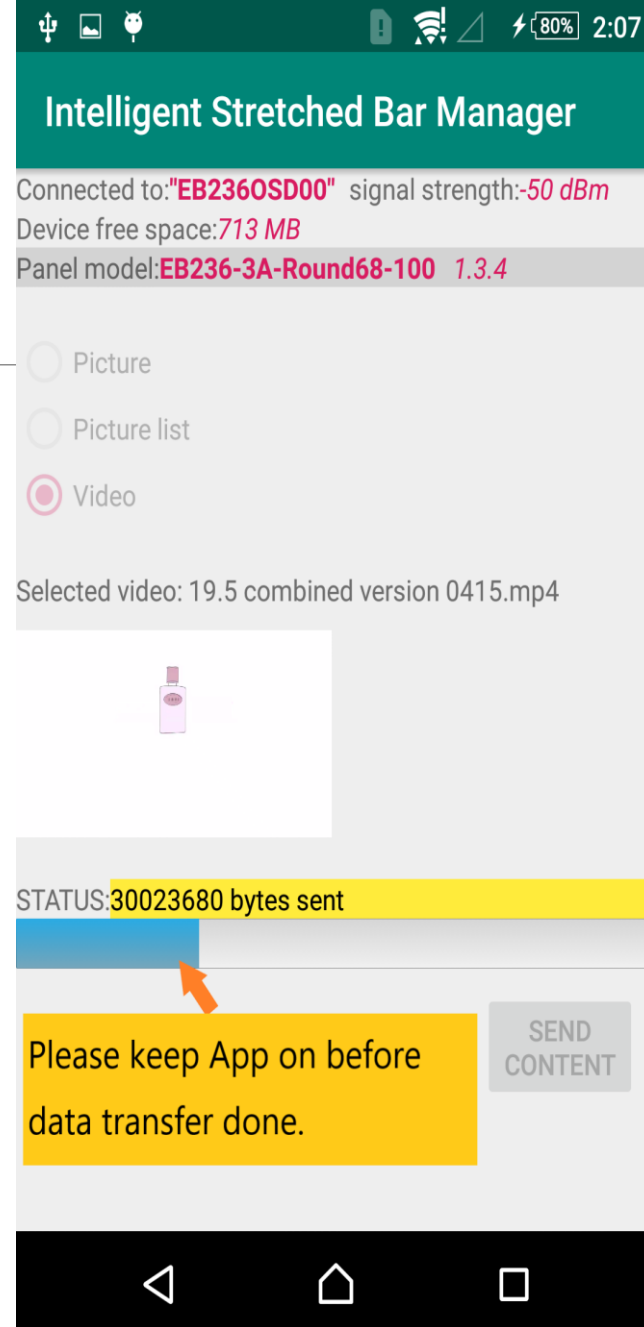 80% 2:07
Intelligent Stretched Bar Manager
Connected to:"EB236OSD00" signal strength:-50 dBm
Device free space:713 MB
Panel model:EB236-3A-Round68-100 1.3.4
Picture
Picture list
Video
Selected video: 19.5 combined version 0415.mp4
STATUS:30023680 bytes sent
Please keep App on before
data transfer done.
SEND
CONTENT